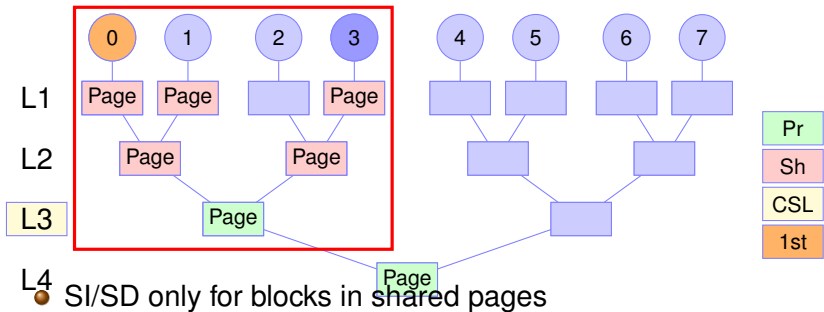 0 1 2 3 4 5 6 7
L1 Page Page Page
Pr
L2 Page Page
Sh
CSL
L3 Page
1st
L4 Page
SI/SD only for blocks in shared pages